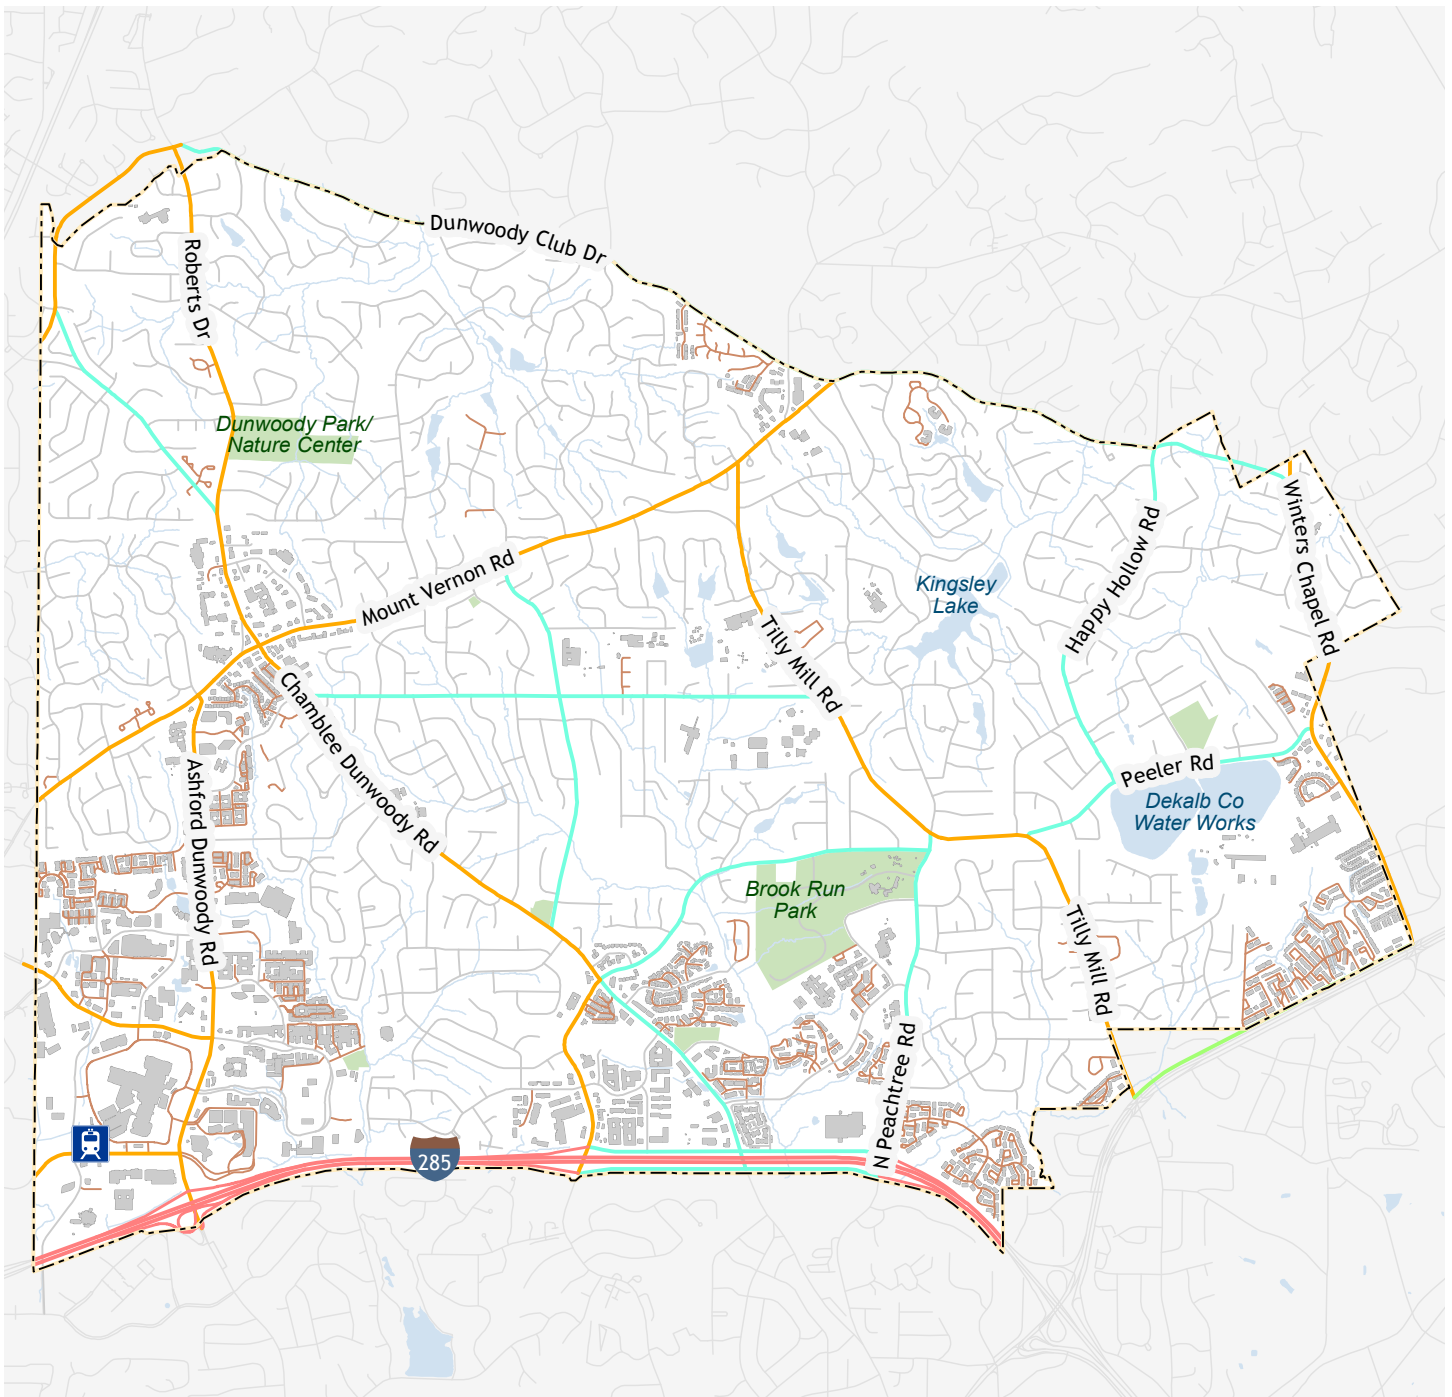 Dunwoody Club Dr
Roberts Dr
Dunwoody Park/
Nature Center
Mount Vernon Rd
Kingsley
Lake
Happy Hollow Rd
Winters Chapel Rd
Tilly Mill Rd
Chamblee Dunwoody Rd
Ashford Dunwoody Rd
Peeler Rd
Dekalb Co
Water Works
Brook Run
Park
Tilly Mill Rd
N Peachtree Rd
285